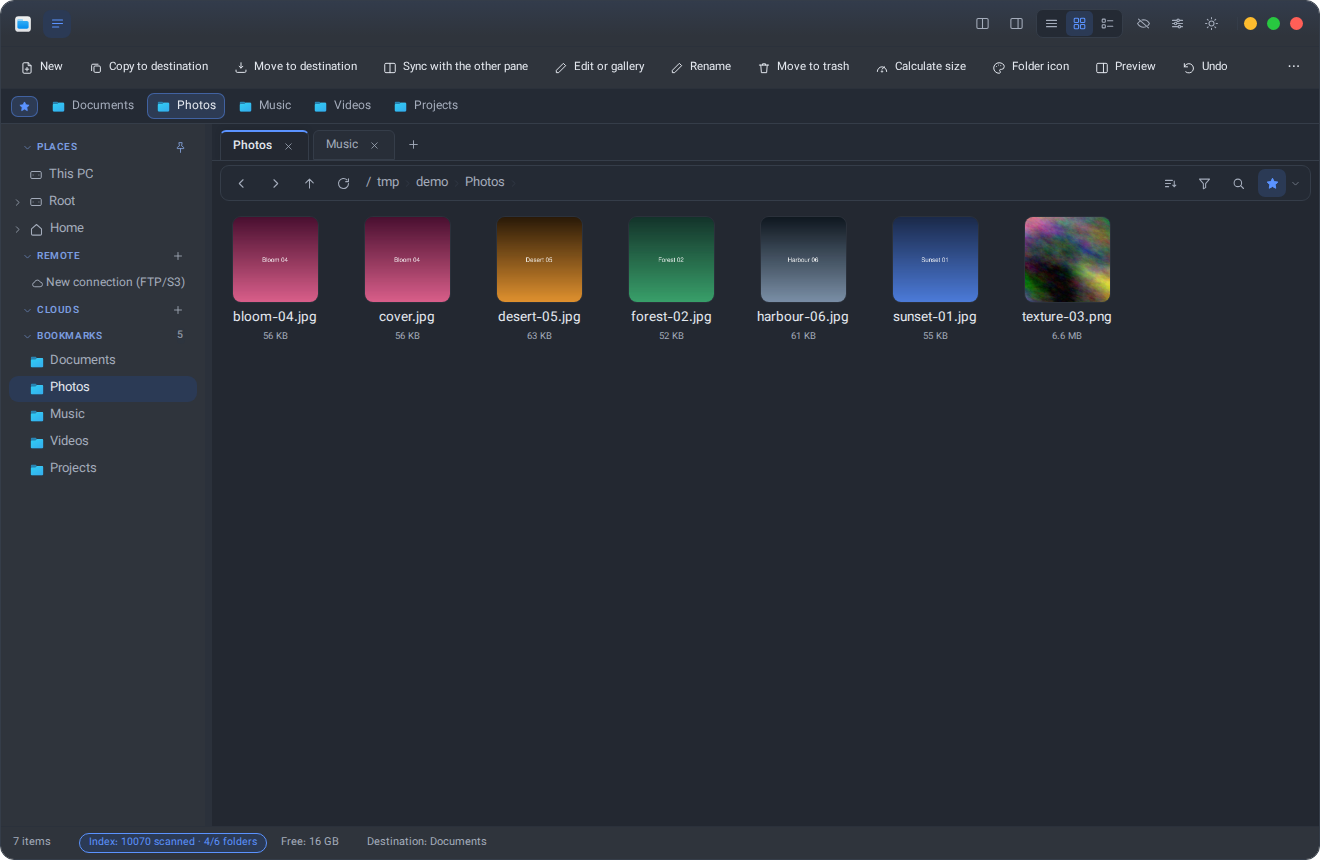 New Copy to destination Move to destination Sync with the other pane Edit or gallery Rename Move to trash Calculate size Folder icon Preview Undo
Documents Photos Music Videos Projects
PLACES
This PC
Root
Home
REMOTE
New connection (FTP/S3)
CLOUDS
BOOKMARKS 5
Documents
Photos
Music
Videos
Projects
Photos Music
/ tmp demo Photos
Bloom 04 Bloom 04 Desert 05 Forest 02 Harbour 06 Sunset 01
bloom-04.jpg cover.jpg desert-05.jpg forest-02.jpg harbour-06.jpg sunset-01.jpg texture-03.png
56 KB 56 KB 63 KB 52 KB 61 KB 55 KB 6.6 MB
7 items Index: 10070 scanned · 4/6 folders Free: 16 GB Destination: Documents